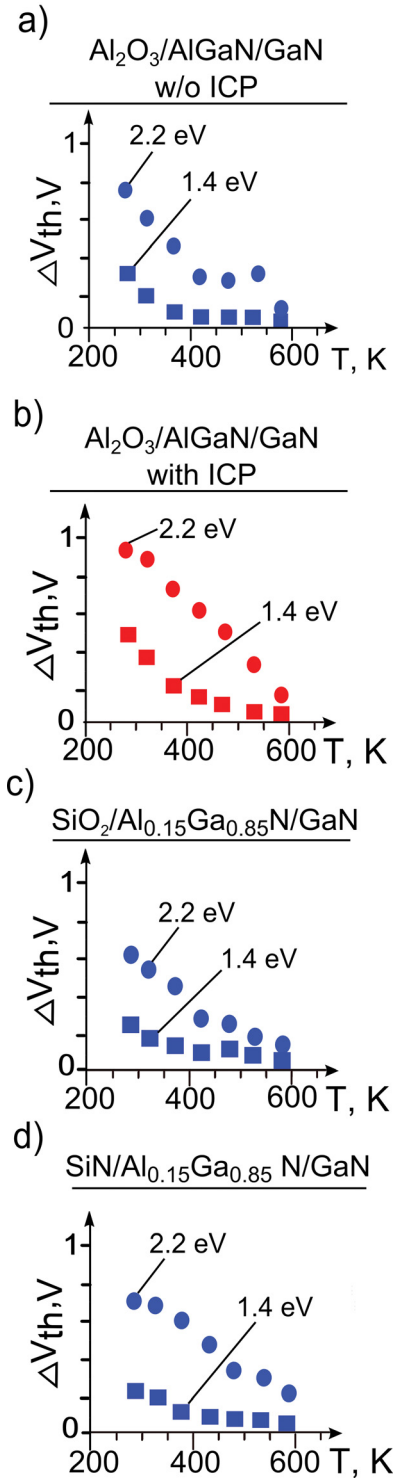 a)
Al₂O₃/AlGaN/GaN
w/o ICP
1
2.2 eV
1.4 eV
ΔVth,V
0
200 400 600 T, K
b)
Al₂O₃/AlGaN/GaN
with ICP
1
2.2 eV
1.4 eV
ΔVth,V
0
200 400 600 T, K
c)
SiO₂/Al₀.₁₅Ga₀.₈₅N/GaN
1
2.2 eV
1.4 eV
ΔVth,V
0
200 400 600 T, K
d)
SiN/Al₀.₁₅Ga₀.₈₅ N/GaN
1
2.2 eV
1.4 eV
ΔVth,V
0
200 400 600 T, K